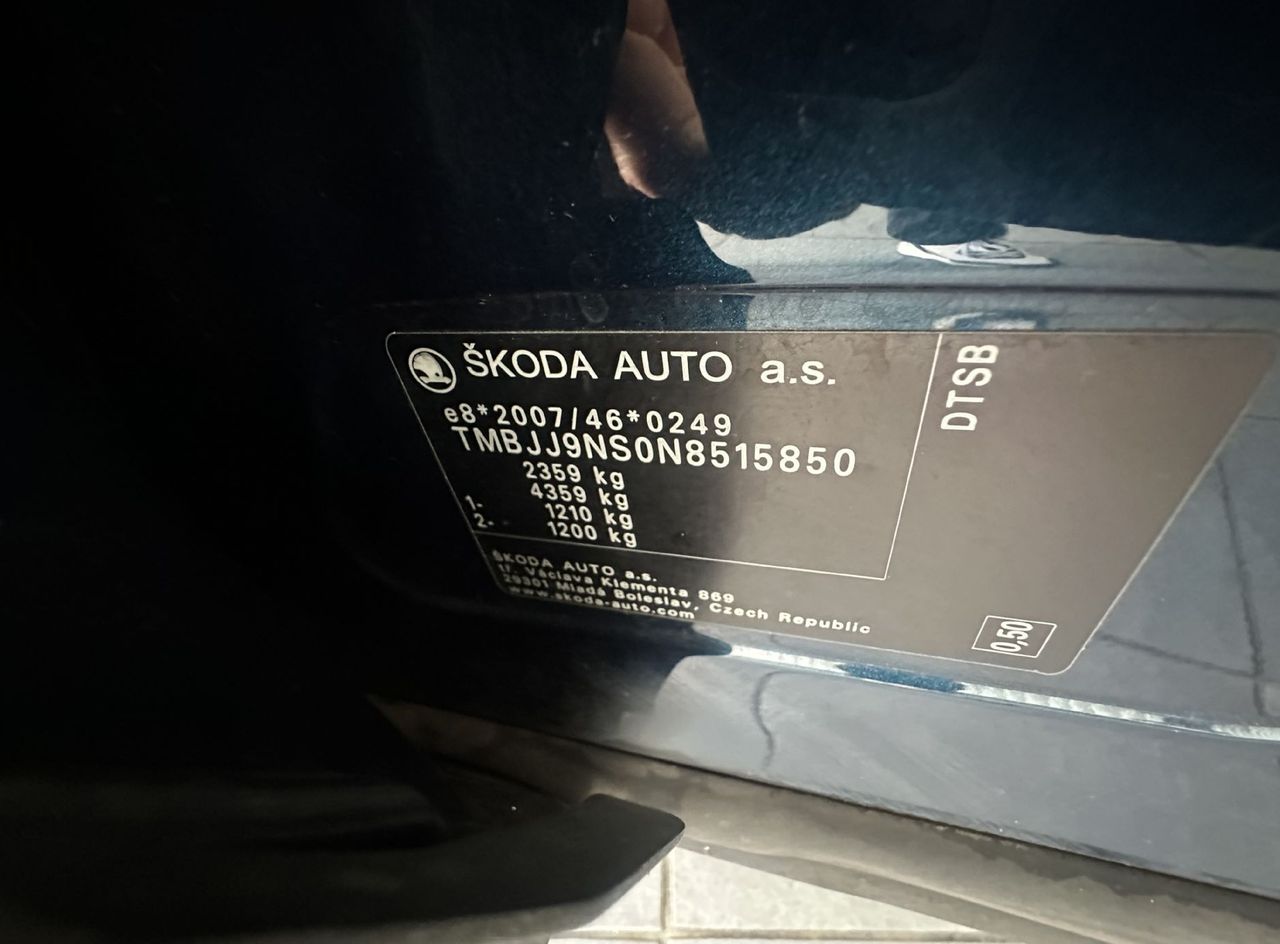 ŠKODA AUTO a.s.
e8*2007/46*0249
TMBJJ9NS0N8515850
2359 kg
4359 kg
1- 1210 kg
2- 1200 kg
ŠKODA AUTO a.s.
tř. Václava Klementa 869
29301 Mladá Boleslav, Czech Republic
www.skoda-auto.com
DTSB
0,50